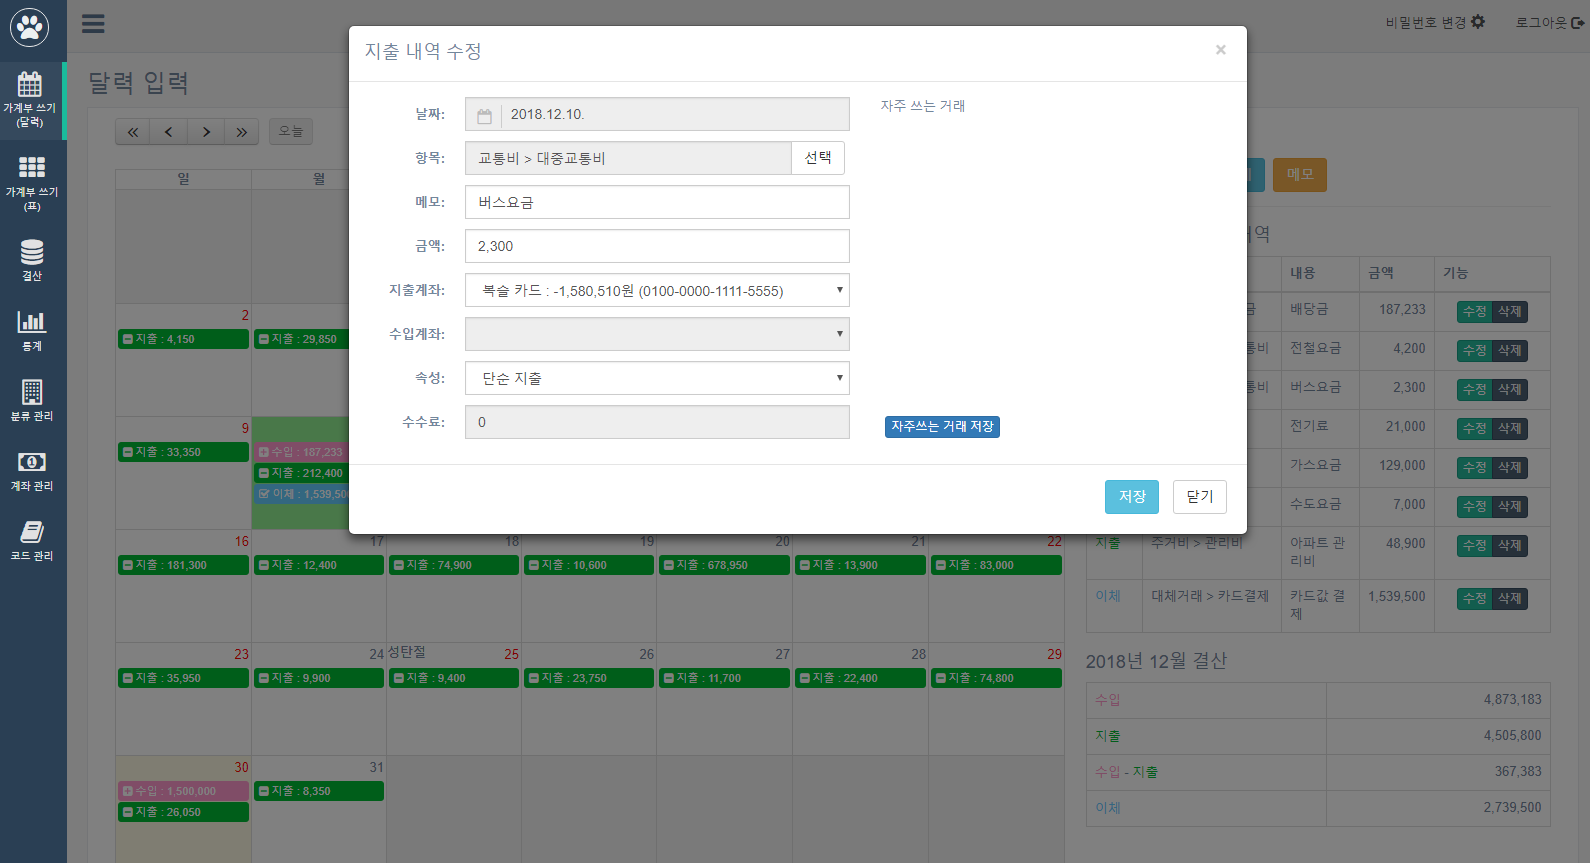 비밀번호 변경
로그아웃
가계부 쓰기
(달력)
가계부 쓰기
(표)
결산
통계
분류 관리
계좌 관리
코드 관리
달력 입력
오늘
일
월
2
지출 : 4,150
지출 : 29,850
9
지출 : 33,350
수입 : 187,233
지출 : 212,400
이체 : 1,539,50
16
17
18
19
20
21
22
지출 : 181,300
지출 : 12,400
지출 : 74,900
지출 : 10,600
지출 : 678,950
지출 : 13,900
지출 : 83,000
23
24
성탄절
25
26
27
28
29
지출 : 35,950
지출 : 9,900
지출 : 9,400
지출 : 23,750
지출 : 11,700
지출 : 22,400
지출 : 74,800
30
31
수입 : 1,500,000
지출 : 8,350
지출 : 26,050
지출 내역 수정
×
날짜:
2018.12.10.
자주 쓰는 거래
항목:
교통비 > 대중교통비
선택
메모:
버스요금
금액:
2,300
지출계좌:
복슬 카드 : -1,580,510원 (0100-0000-1111-5555)
수입계좌:
속성:
단순 지출
수수료:
0
자주쓰는 거래 저장
저장
닫기
메모
내용
금액
기능
배당금
187,233
수정
삭제
통비
전철요금
4,200
수정
삭제
통비
버스요금
2,300
수정
삭제
전기료
21,000
수정
삭제
가스요금
129,000
수정
삭제
수도요금
7,000
수정
삭제
지출
주거비 > 관리비
아파트 관
리비
48,900
수정
삭제
이체
대체거래 > 카드결제
카드값 결
제
1,539,500
수정
삭제
2018년 12월 결산
수입
4,873,183
지출
4,505,800
수입 - 지출
367,383
이체
2,739,500